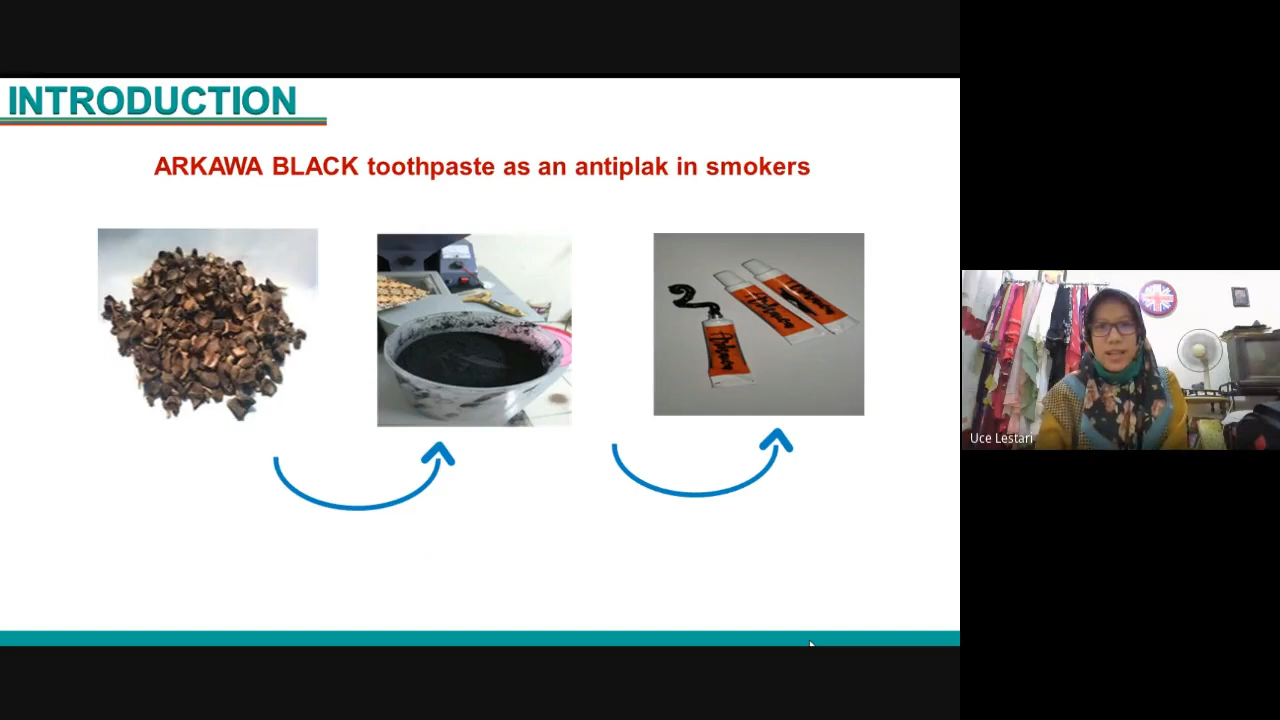 INTRODUCTION
ARKAWA BLACK toothpaste as an antiplak in smokers
Uce Lestari